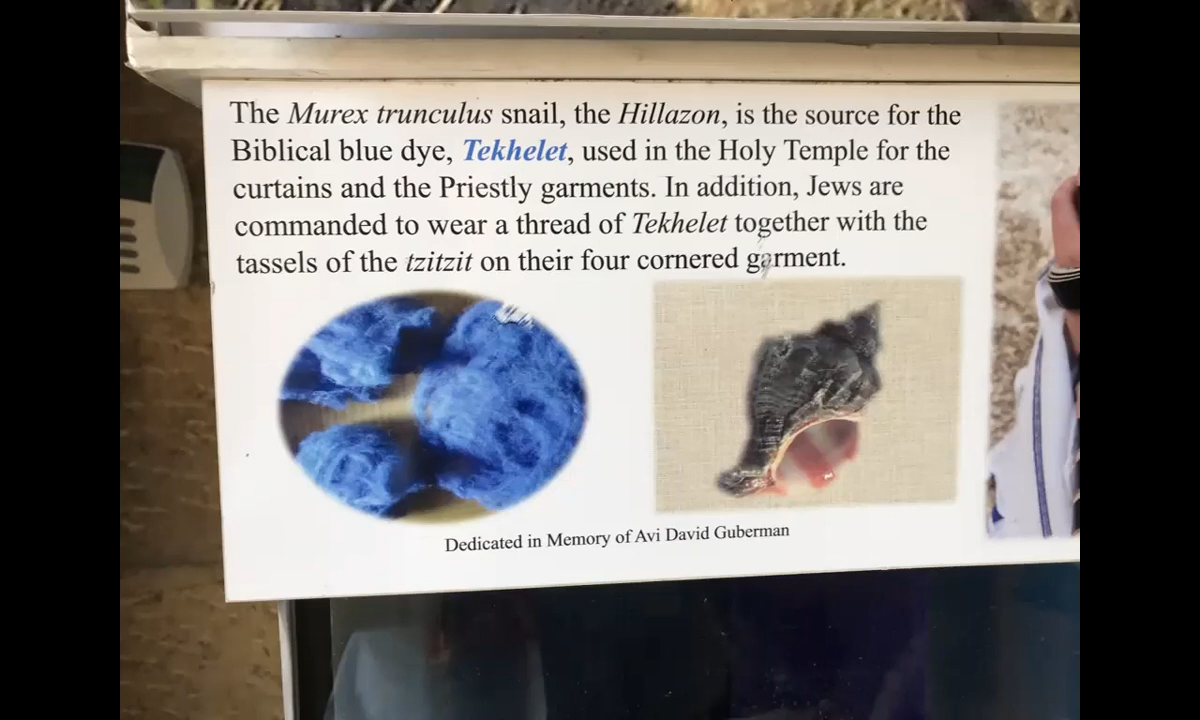 The Murex trunculus snail, the Hillazon, is the source for the
Biblical blue dye, Tekhelet, used in the Holy Temple for the
curtains and the Priestly garments. In addition, Jews are
commanded to wear a thread of Tekhelet together with the
tassels of the tzitzit on their four cornered garment.
Dedicated in Memory of Avi David Guberman